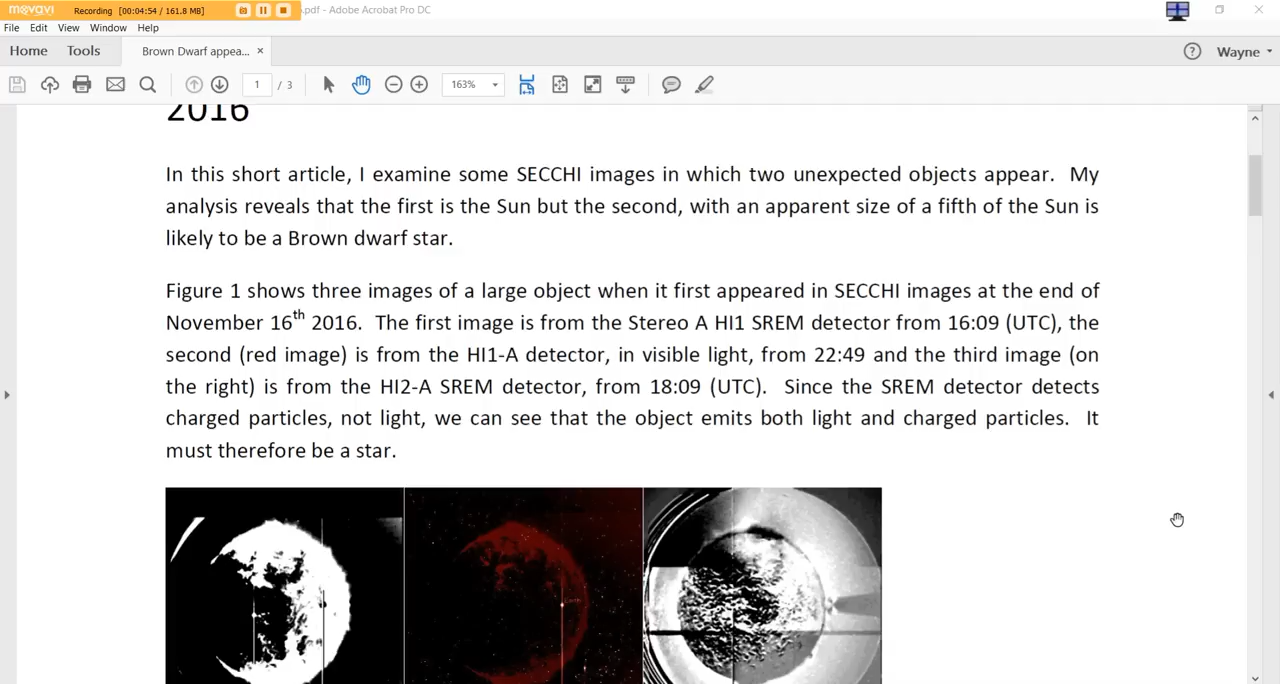 movavi
Recording [00:04:54 / 161.8 MB]
.pdf - Adobe Acrobat Pro DC
File Edit View Window Help
Home Tools Brown Dwarf appea... ×
Wayne
1 / 3
163%
2016
In this short article, I examine some SECCHI images in which two unexpected objects appear. My
analysis reveals that the first is the Sun but the second, with an apparent size of a fifth of the Sun is
likely to be a Brown dwarf star.
Figure 1 shows three images of a large object when it first appeared in SECCHI images at the end of
November 16th 2016. The first image is from the Stereo A HI1 SREM detector from 16:09 (UTC), the
second (red image) is from the HI1-A detector, in visible light, from 22:49 and the third image (on
the right) is from the HI2-A SREM detector, from 18:09 (UTC). Since the SREM detector detects
charged particles, not light, we can see that the object emits both light and charged particles. It
must therefore be a star.